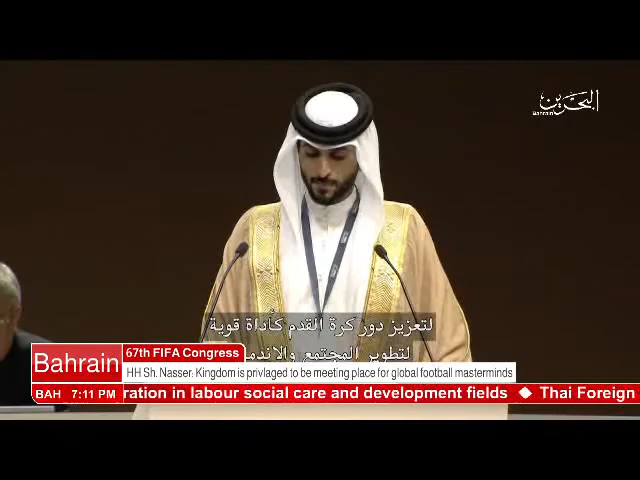 البحرين
Bahrain
لتعزيز دور كرة القدم كأداة قوية
لتطوير المجتمع
Bahrain
67th FIFA Congress
HH Sh. Nasser: Kingdom is privlaged to be meeting place for global football masterminds
BAH 7:11 PM
ration in labour social care and development fields ◆ Thai Foreign